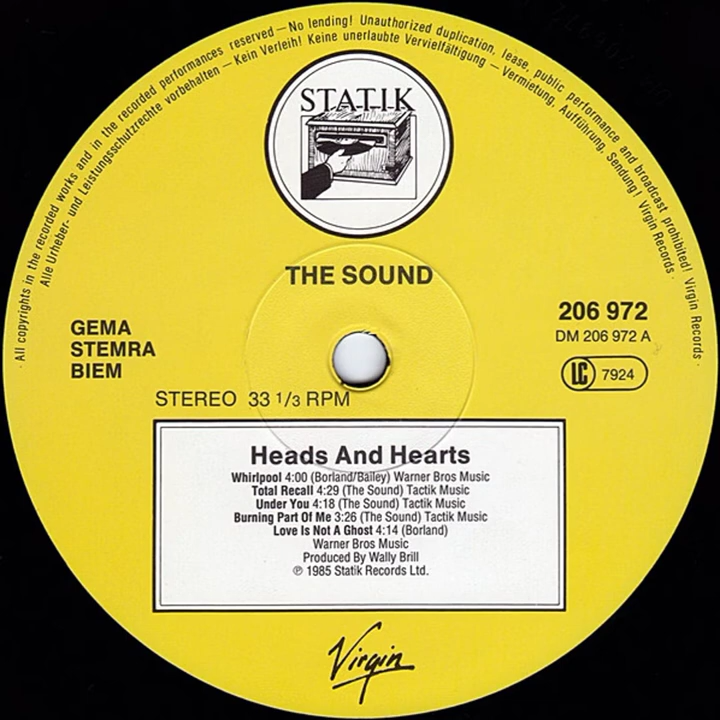 · All copyrights in the recorded works and in the recorded performances reserved — No lending! Unauthorized duplication, lease, public performance and broadcast prohibited! Virgin Records ·
Alle Urheber- und Leistungsschutzrechte vorbehalten — Kein Verleih! Keine unerlaubte Vervielfältigung — Vermietung, Aufführung, Sendung! Virgin Records ·
STATIK
THE SOUND
GEMA
STEMRA
BIEM
206 972
DM 206 972 A
LC 7924
STEREO 33 1/3 RPM
Heads And Hearts
Whirlpool 4:00 (Borland/Bailey) Warner Bros Music
Total Recall 4:29 (The Sound) Tactik Music
Under You 4:18 (The Sound) Tactik Music
Burning Part Of Me 3:26 (The Sound) Tactik Music
Love Is Not A Ghost 4:14 (Borland)
Warner Bros Music
Produced By Wally Brill
℗ 1985 Statik Records Ltd.
Virgin